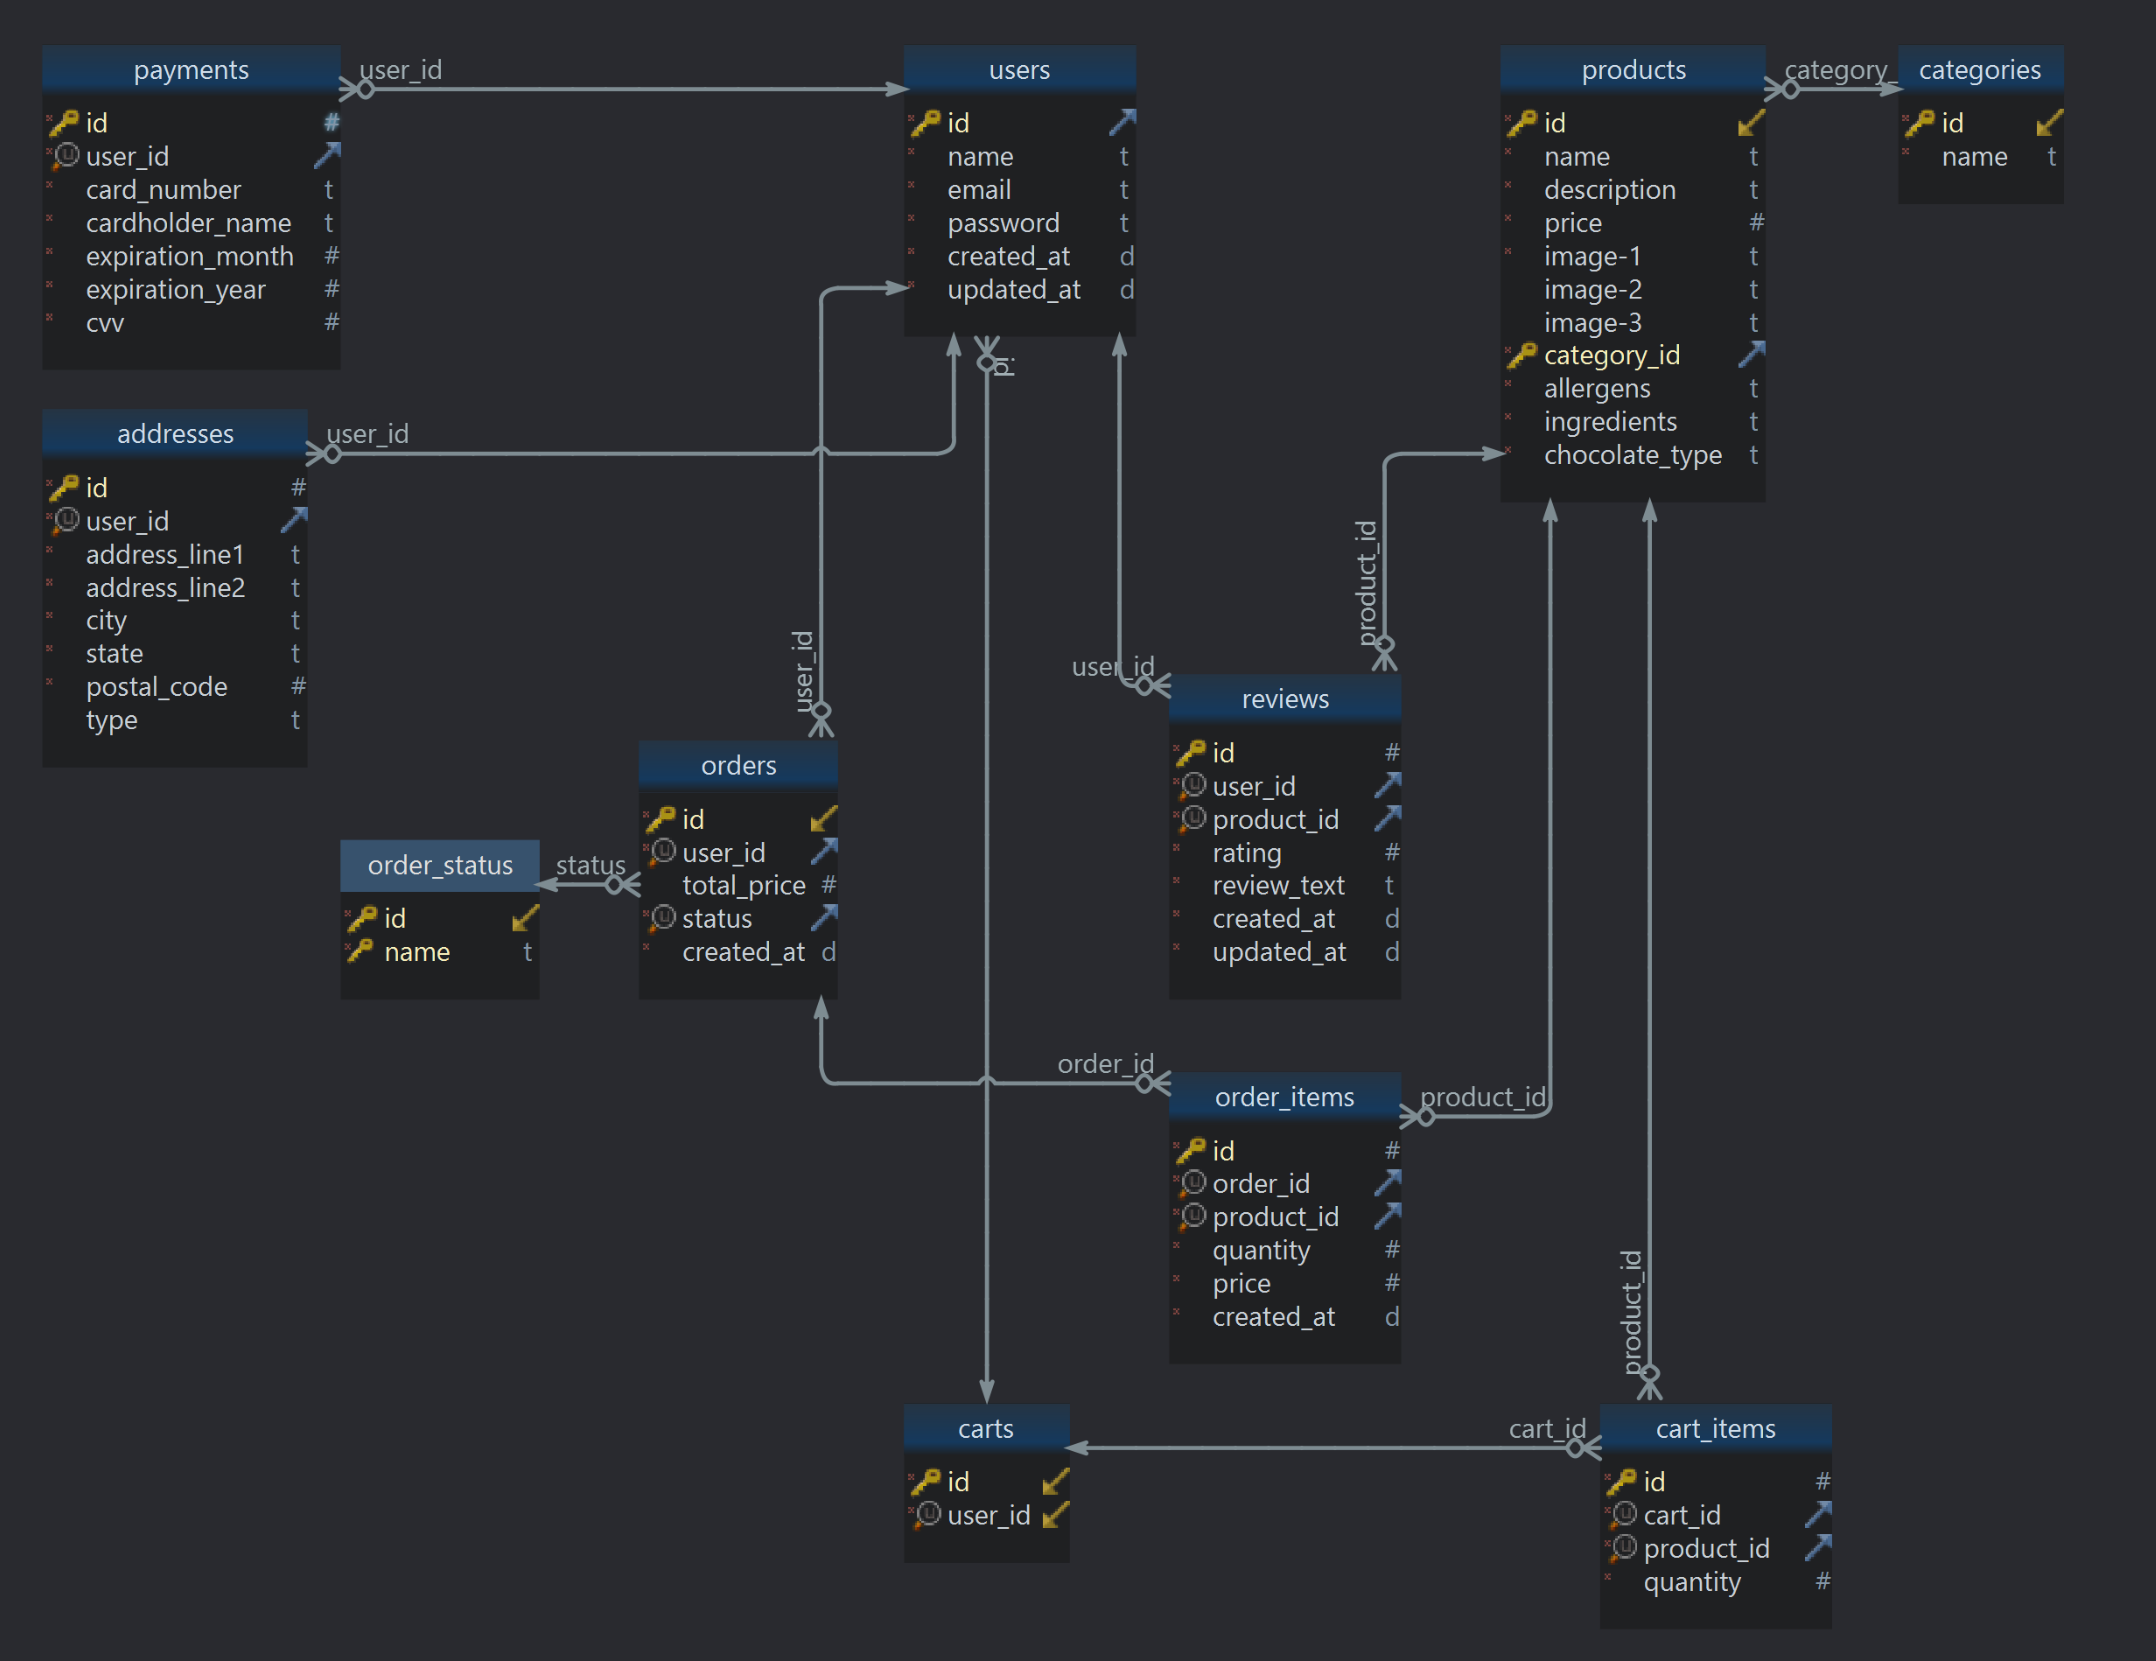 payments
id #
user_id
card_number t
cardholder_name t
expiration_month #
expiration_year #
cvv #
user_id
users
id
name t
email t
password t
created_at d
updated_at d
id
products
id
name t
description t
price #
image-1 t
image-2 t
image-3 t
category_id
allergens t
ingredients t
chocolate_type t
category_
categories
id
name t
addresses
id #
user_id
address_line1 t
address_line2 t
city t
state t
postal_code #
type t
user_id
user_id
product_id
user_id
reviews
id #
user_id
product_id
rating #
review_text t
created_at d
updated_at d
orders
id
user_id
total_price #
status
created_at d
order_status
id
name t
status
order_id
order_items
id #
order_id
product_id
quantity #
price #
created_at d
product_id
product_id
carts
id
user_id
cart_id
cart_items
id #
cart_id
product_id
quantity #